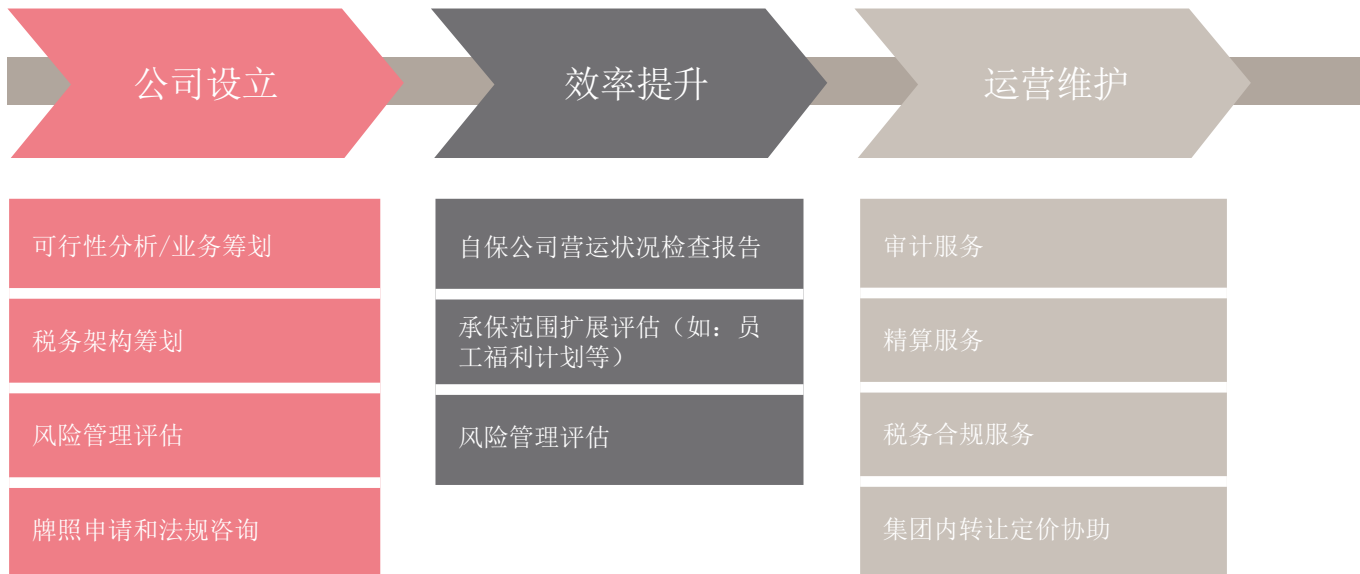 公司设立
效率提升
运营维护
可行性分析/业务筹划
税务架构筹划
风险管理评估
牌照申请和法规咨询
自保公司营运状况检查报告
承保范围扩展评估（如：员
工福利计划等）
风险管理评估
审计服务
精算服务
税务合规服务
集团内转让定价协助